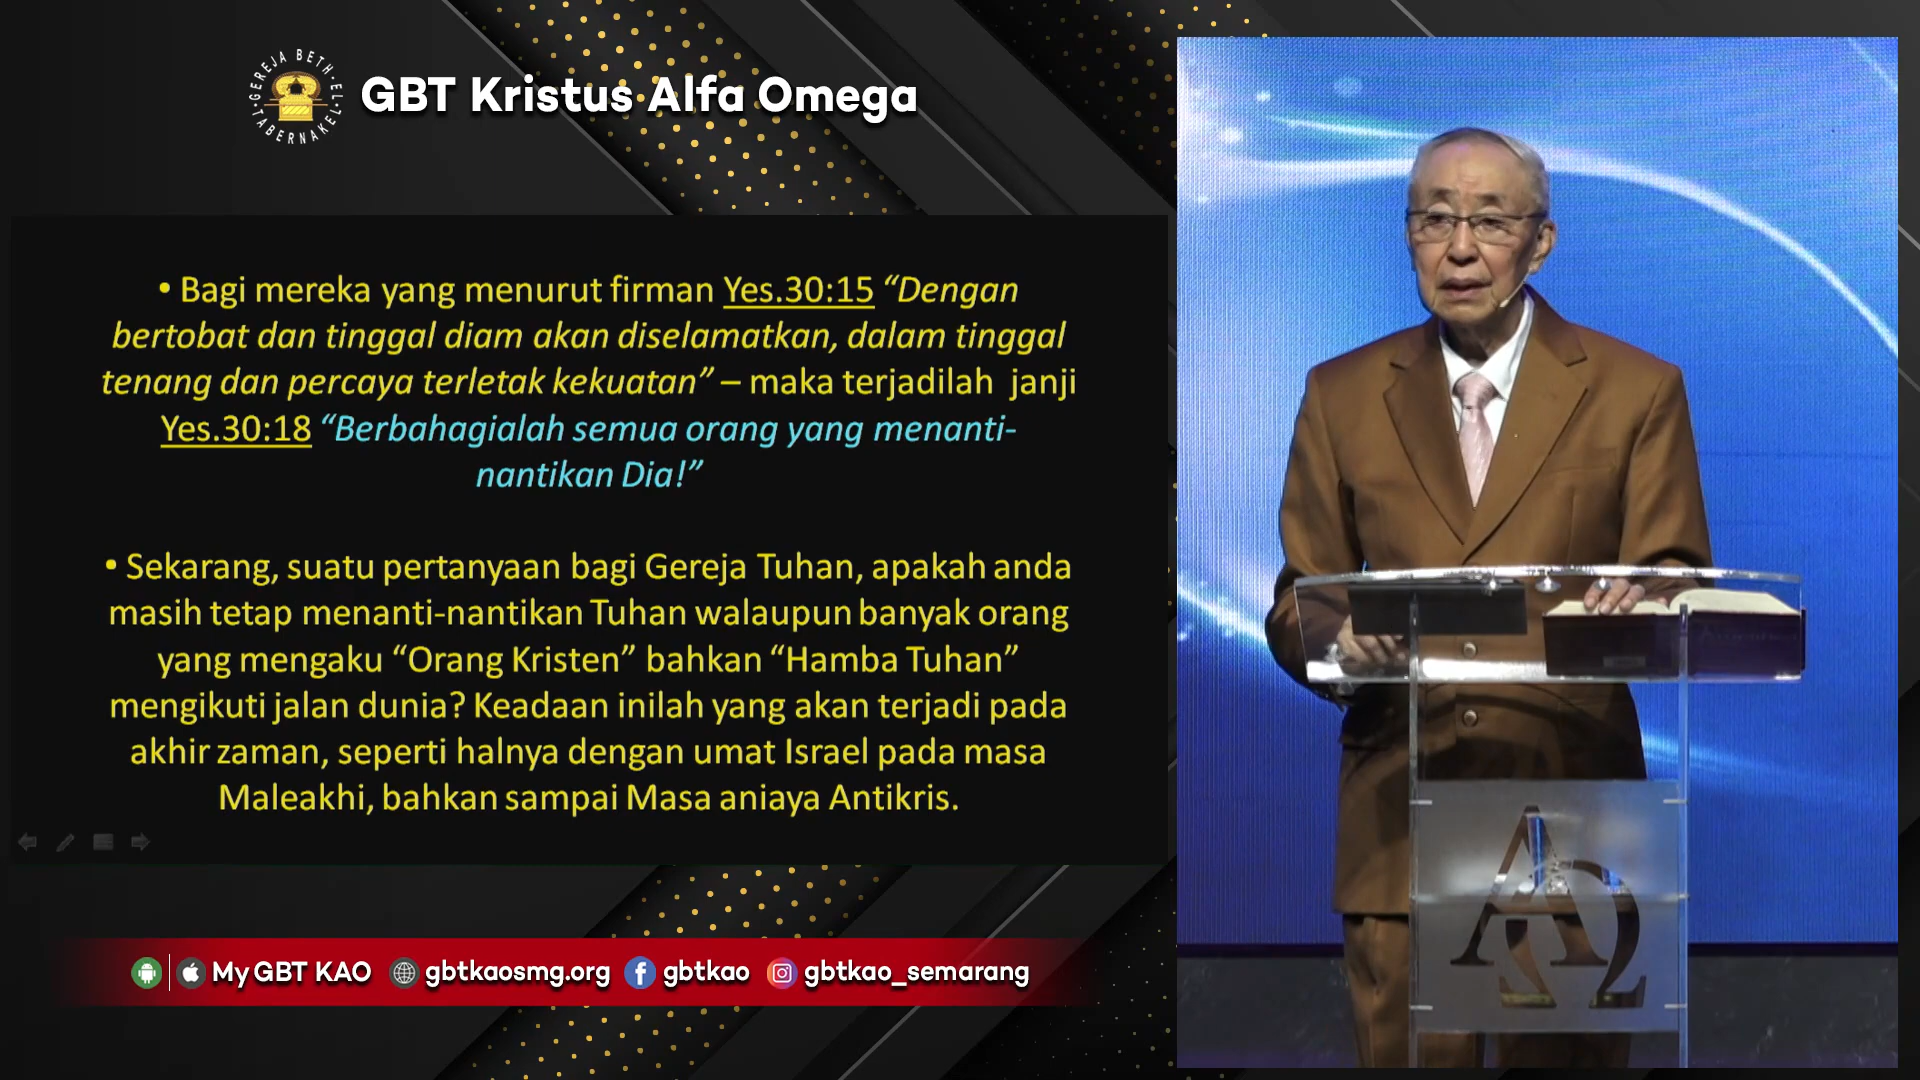 GEREJA BETH-EL TABERNAKEL
GBT Kristus Alfa Omega
• Bagi mereka yang menurut firman Yes.30:15 “Dengan
bertobat dan tinggal diam akan diselamatkan, dalam tinggal
tenang dan percaya terletak kekuatan” – maka terjadilah janji
Yes.30:18 “Berbahagialah semua orang yang menanti-
nantikan Dia!”
• Sekarang, suatu pertanyaan bagi Gereja Tuhan, apakah anda
masih tetap menanti-nantikan Tuhan walaupun banyak orang
yang mengaku “Orang Kristen” bahkan “Hamba Tuhan”
mengikuti jalan dunia? Keadaan inilah yang akan terjadi pada
akhir zaman, seperti halnya dengan umat Israel pada masa
Maleakhi, bahkan sampai Masa aniaya Antikris.
My GBT KAO gbtkaosmg.org gbtkao gbtkao_semarang
ΑΩ